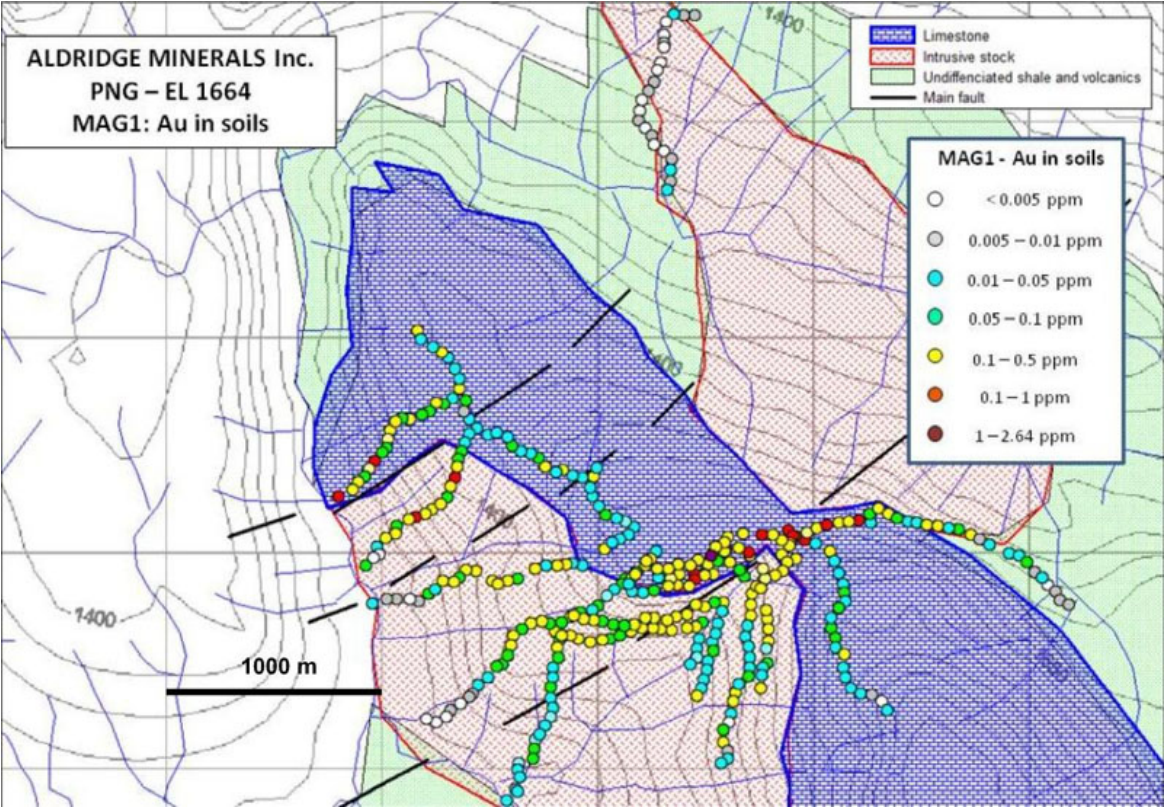 ALDRIDGE MINERALS Inc.
PNG – EL 1664
MAG1: Au in soils
1400
Limestone
Intrusive stock
Undiffenciated shale and volcanics
Main fault
MAG1 - Au in soils
< 0.005 ppm
0.005 – 0.01 ppm
0.01 – 0.05 ppm
0.05 – 0.1 ppm
0.1 – 0.5 ppm
0.1 – 1 ppm
1 – 2.64 ppm
1400
1400
1400
1000 m